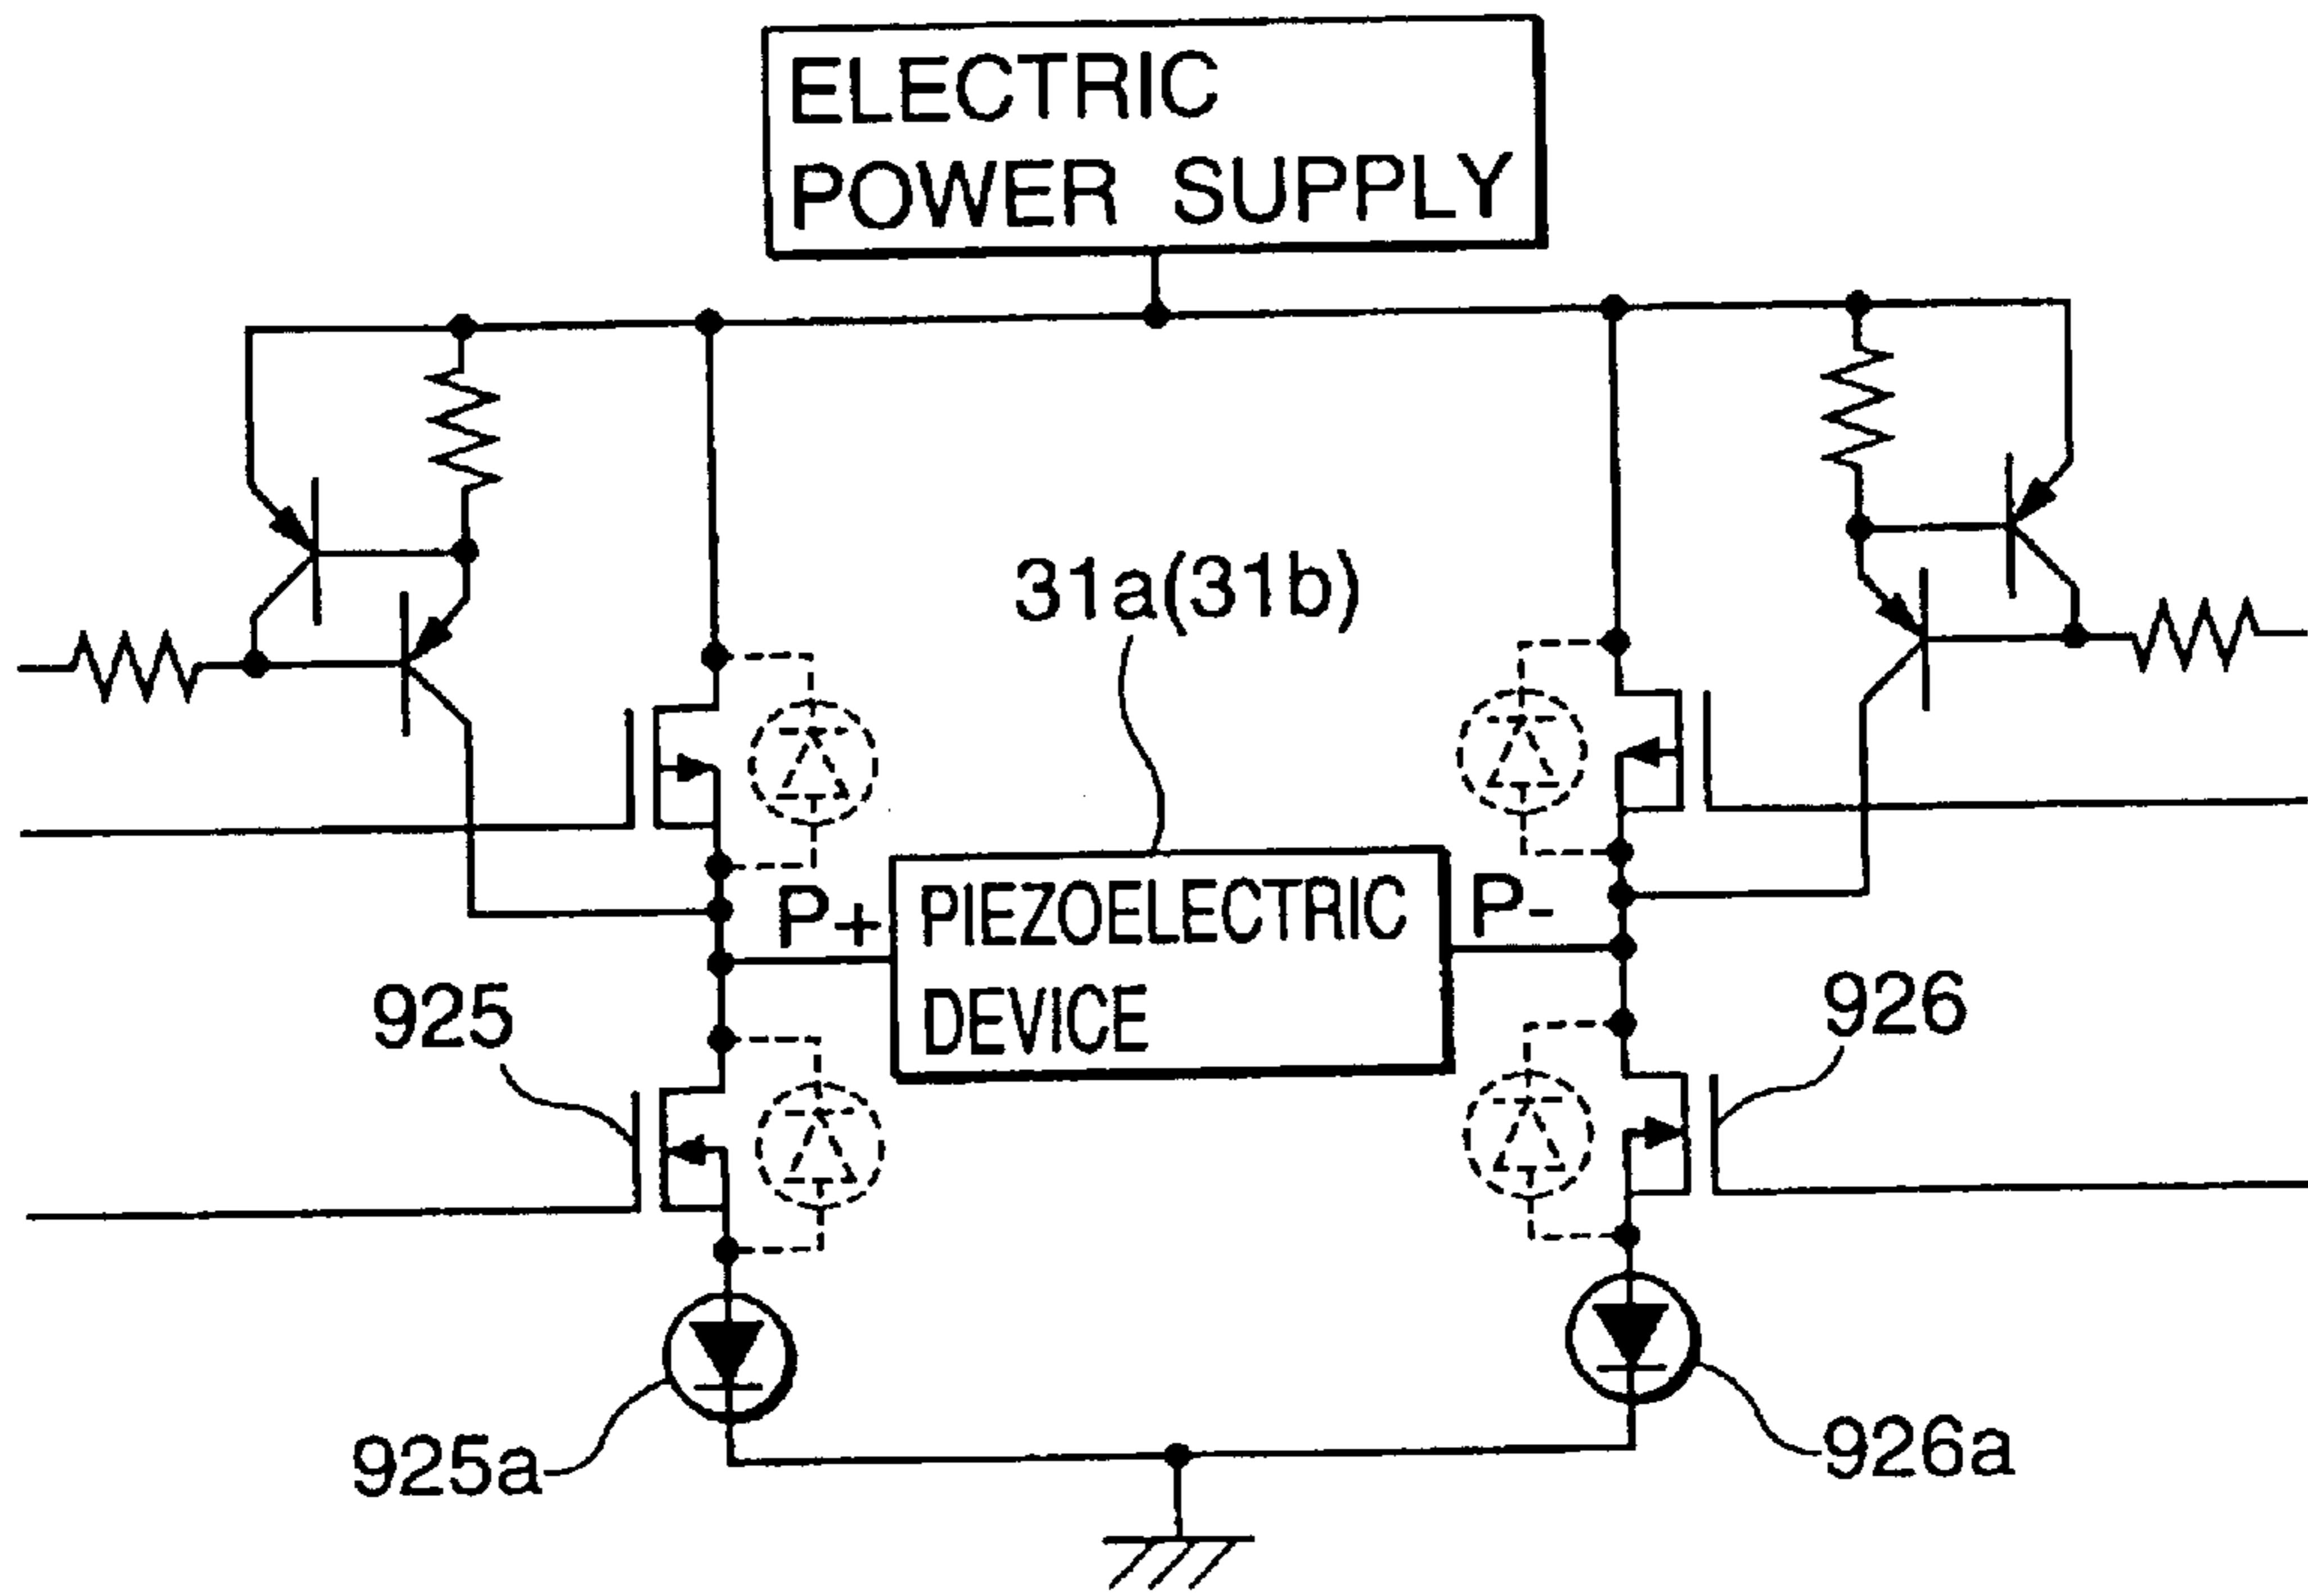 ELECTRIC
POWER SUPPLY
31a(31b)
P+
PIEZOELECTRIC
DEVICE
P-
925
926
925a
926a